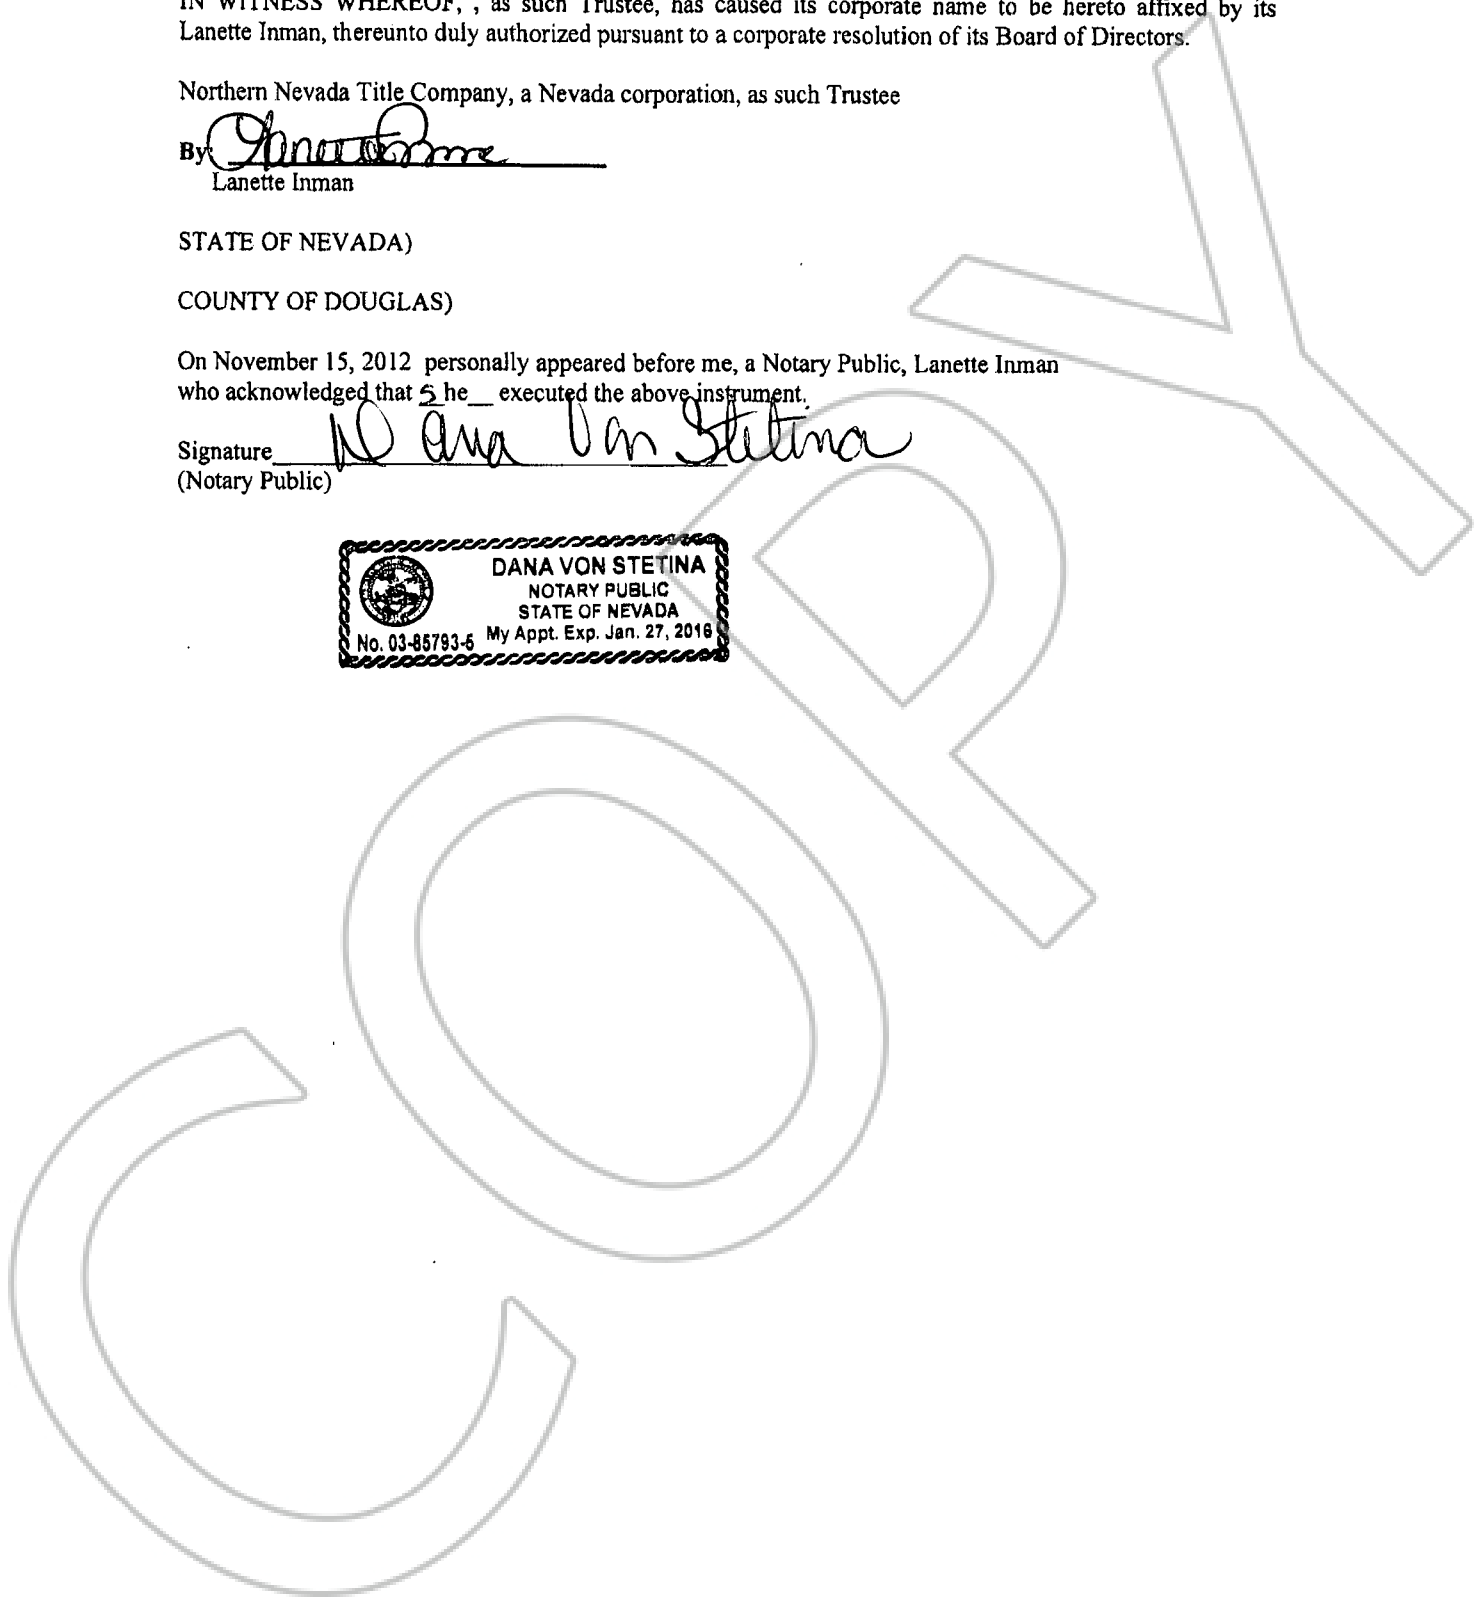 IN WITNESS WHEREOF, , as such Trustee, has caused its corporate name to be hereto affixed by its
Lanette Inman, thereunto duly authorized pursuant to a corporate resolution of its Board of Directors.
Northern Nevada Title Company, a Nevada corporation, as such Trustee
By:
Lanette Inman
STATE OF NEVADA)
COUNTY OF DOUGLAS)
On November 15, 2012 personally appeared before me, a Notary Public, Lanette Inman
who acknowledged that S he__ executed the above instrument.
Signature Dana Von Stetina
(Notary Public)
DANA VON STETINA
NOTARY PUBLIC
STATE OF NEVADA
No. 03-85793-5 My Appt. Exp. Jan. 27, 2016
COPY